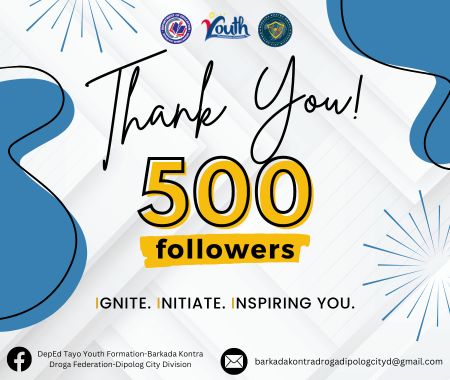 Youth
Thank You!
500
followers
IGNITE. INITIATE. INSPIRING YOU.
DepEd Tayo Youth Formation-Barkada Kontra
Droga Federation-Dipolog City Division
barkadakontradrogadipologcityd@gmail.com